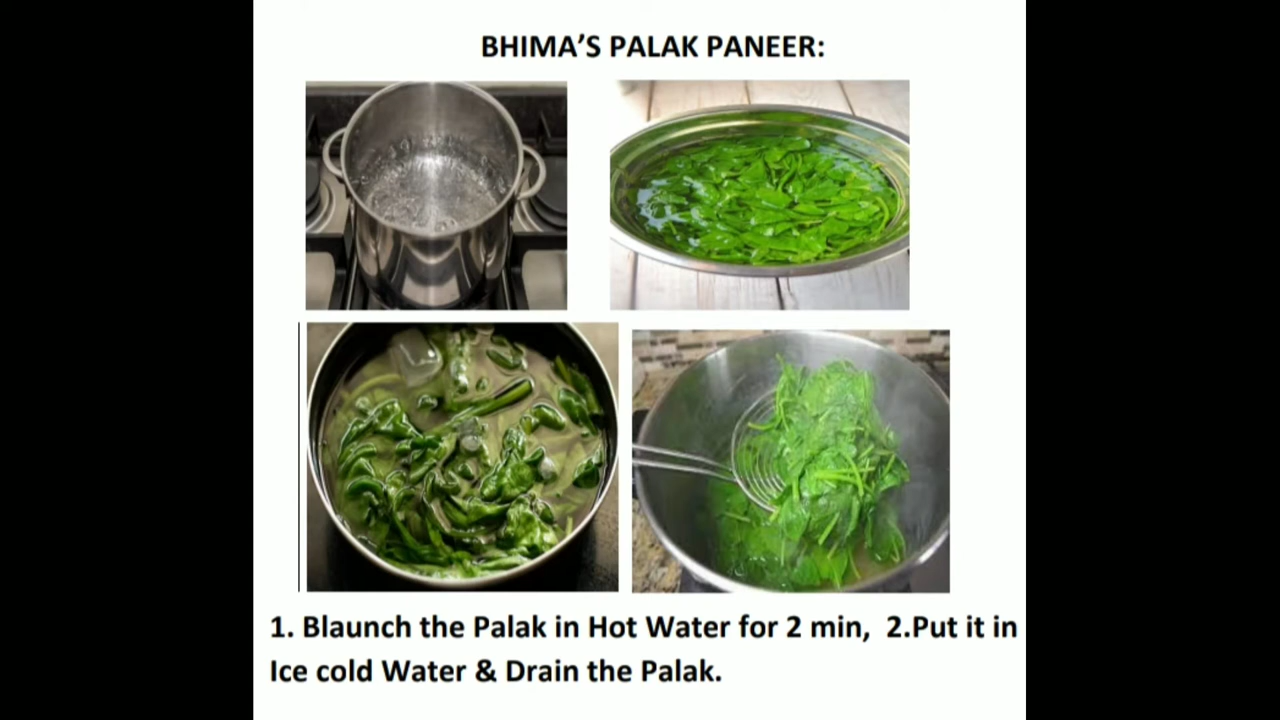 BHIMA’S PALAK PANEER:
1. Blaunch the Palak in Hot Water for 2 min,  2.Put it in
Ice cold Water & Drain the Palak.